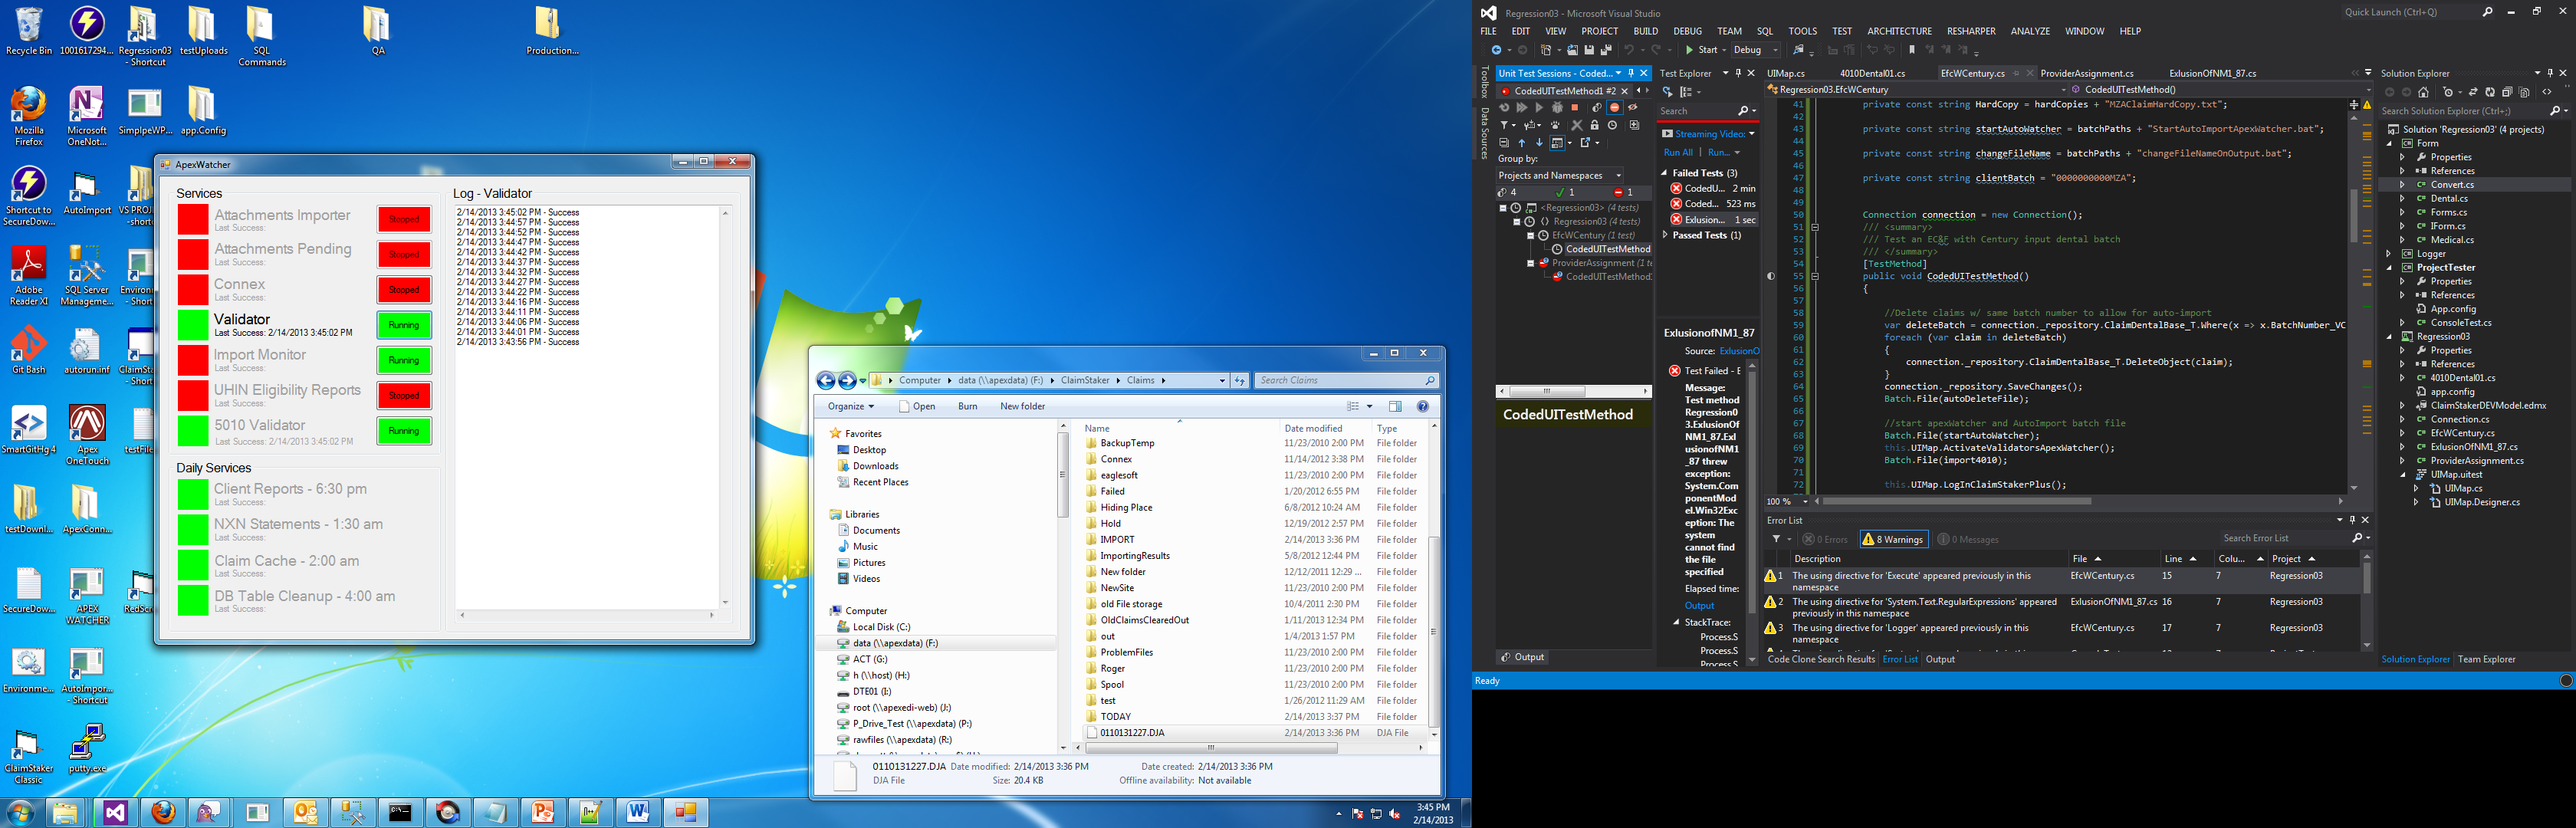 Recycle Bin
1001617294...
Regression03 - Shortcut
testUploads
SQL Commands
QA
Production...
Mozilla Firefox
Microsoft OneNot...
SimplpeWP...
app.Config
Shortcut to SecureDow...
AutoImport
VS PROJ - short...
Adobe Reader XI
SQL Server Manageme...
Environ... - Short
Git Bash
autorun.inf
ClaimSta - Short
SmartGitHg 4
Apex OneTouch
testFile
testDownl...
ApexConn...
SecureDow...
APEX WATCHER
RedScr
Environme...
AutoImpor... - Shortcut
ClaimStaker Classic
putty.exe
ApexWatcher
Services
Attachments Importer
Last Success:
Stopped
Attachments Pending
Last Success:
Stopped
Connex
Last Success:
Stopped
Validator
Last Success: 2/14/2013 3:45:02 PM
Running
Import Monitor
Last Success:
Running
UHIN Eligibility Reports
Last Success:
Stopped
5010 Validator
Last Success: 2/14/2013 3:45:02 PM
Running
Daily Services
Client Reports - 6:30 pm
Last Success:
NXN Statements - 1:30 am
Last Success:
Claim Cache - 2:00 am
Last Success:
DB Table Cleanup - 4:00 am
Last Success:
Log - Validator
2/14/2013 3:45:02 PM - Success
2/14/2013 3:44:57 PM - Success
2/14/2013 3:44:52 PM - Success
2/14/2013 3:44:47 PM - Success
2/14/2013 3:44:42 PM - Success
2/14/2013 3:44:37 PM - Success
2/14/2013 3:44:32 PM - Success
2/14/2013 3:44:27 PM - Success
2/14/2013 3:44:22 PM - Success
2/14/2013 3:44:16 PM - Success
2/14/2013 3:44:11 PM - Success
2/14/2013 3:44:06 PM - Success
2/14/2013 3:44:01 PM - Success
2/14/2013 3:43:56 PM - Success
Computer data (\\apexdata) (F:) ClaimStaker Claims
Search Claims
Organize Open Burn New folder
Favorites
Desktop
Downloads
Recent Places
Libraries
Documents
Music
Pictures
Videos
Computer
Local Disk (C:)
data (\\apexdata) (F:)
ACT (G:)
h (\\host) (H:)
DTE01 (I:)
root (\\apexedi-web) (J:)
P_Drive_Test (\\apexdata) (P:)
rawfiles (\\apexdata) (R:)
Name Date modified Type
BackupTemp 11/23/2010 2:00 PM File folder
Connex 11/14/2012 3:38 PM File folder
eaglesoft 11/23/2010 2:00 PM File folder
Failed 1/20/2012 6:55 PM File folder
Hiding Place 6/8/2012 10:24 AM File folder
Hold 12/19/2012 2:57 PM File folder
IMPORT 2/14/2013 3:36 PM File folder
ImportingResults 5/8/2012 12:44 PM File folder
New folder 12/12/2011 12:29 ... File folder
NewSite 11/23/2010 2:00 PM File folder
old File storage 10/4/2011 2:30 PM File folder
OldClaimsClearedOut 1/11/2013 12:34 PM File folder
out 1/4/2013 1:57 PM File folder
ProblemFiles 11/23/2010 2:00 PM File folder
Roger 11/23/2010 2:00 PM File folder
Spool 11/23/2010 2:00 PM File folder
test 1/26/2012 11:29 AM File folder
TODAY 2/14/2013 3:37 PM File folder
0110131227.DJA 2/14/2013 3:36 PM DJA File
0110131227.DJA Date modified: 2/14/2013 3:36 PM Date created: 2/14/2013 3:36 PM
DJA File Size: 20.4 KB Offline availability: Not available
3:45 PM
2/14/2013
Regression03 - Microsoft Visual Studio
Quick Launch (Ctrl+Q)
FILE EDIT VIEW PROJECT BUILD DEBUG TEAM SQL TOOLS TEST ARCHITECTURE RESHARPER ANALYZE WINDOW HELP
Start Debug
Toolbox
Data Sources
Unit Test Sessions - Coded...
CodedUITestMethod1 #2
Group by:
Projects and Namespaces
4 1 1
<Regression03> (4 tests)
Regression03 (4 tests)
EfcWCentury (1 test)
CodedUITestMethod
ProviderAssignment (1 te
CodedUITestMethod:
CodedUITestMethod
Output
Test Explorer
Search
Streaming Video:
Run All Run...
Failed Tests (3)
CodedU... 2 min
Coded... 523 ms
Exlusion... 1 sec
Passed Tests (1)
ExlusionofNM1_87
Source: ExlusionO
Test Failed - E
Message:
Test method
Regression0
3.ExlusionOf
NM1_87.Exl
usionofNM1
_87 threw
exception:
System.Com
ponentMod
el.Win32Exc
eption: The
system
cannot find
the file
specified
Elapsed time:
Output
StackTrace:
Process.S
Process.S
Process.S
UIMap.cs 4010Dental01.cs EfcWCentury.cs ProviderAssignment.cs ExlusionOfNM1_87.cs
Regression03.EfcWCentury CodedUITestMethod()
41 private const string HardCopy = hardCopies + "MZAClaimHardCopy.txt";
42
43 private const string startAutoWatcher = batchPaths + "StartAutoImportApexWatcher.bat";
44
45 private const string changeFileName = batchPaths + "changeFileNameOnOutput.bat";
46
47 private const string clientBatch = "0000000000MZA";
48
49
50 Connection connection = new Connection();
51 /// <summary>
52 /// Test an EC&F with Century input dental batch
53 /// </summary>
54 [TestMethod]
55 public void CodedUITestMethod()
56 {
57
58 //Delete claims w/ same batch number to allow for auto-import
59 var deleteBatch = connection._repository.ClaimDentalBase_T.Where(x => x.BatchNumber_VC
60 foreach (var claim in deleteBatch)
61 {
62 connection._repository.ClaimDentalBase_T.DeleteObject(claim);
63 }
64 connection._repository.SaveChanges();
65 Batch.File(autoDeleteFile);
66
67 //start apexWatcher and AutoImport batch file
68 Batch.File(startAutoWatcher);
69 this.UIMap.ActivateValidatorsApexWatcher();
70 Batch.File(import4010);
71
72 this.UIMap.LogInClaimStakerPlus();
100 %
Error List
0 Errors 8 Warnings 0 Messages
Search Error List
Description File Line Colu... Project
1 The using directive for 'Execute' appeared previously in this namespace EfcWCentury.cs 15 7 Regression03
2 The using directive for 'System.Text.RegularExpressions' appeared previously in this namespace ExlusionOfNM1_87.cs 16 7 Regression03
3 The using directive for 'Logger' appeared previously in this namespace EfcWCentury.cs 17 7 Regression03
Code Clone Search Results Error List Output
Solution Explorer
Search Solution Explorer (Ctrl+;)
Solution 'Regression03' (4 projects)
Form
Properties
References
Convert.cs
Dental.cs
Forms.cs
IForm.cs
Medical.cs
Logger
ProjectTester
Properties
References
App.config
ConsoleTest.cs
Regression03
Properties
References
4010Dental01.cs
app.config
ClaimStakerDEVModel.edmx
Connection.cs
EfcWCentury.cs
ExlusionOfNM1_87.cs
ProviderAssignment.cs
UIMap.uitest
UIMap.cs
UIMap.Designer.cs
Solution Explorer Team Explorer
Ready